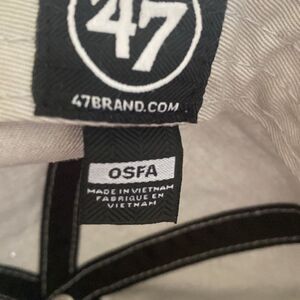 47
47BRAND.COM
OSFA
MADE IN VIETNAM
FABRIQUE EN
VIETNAM